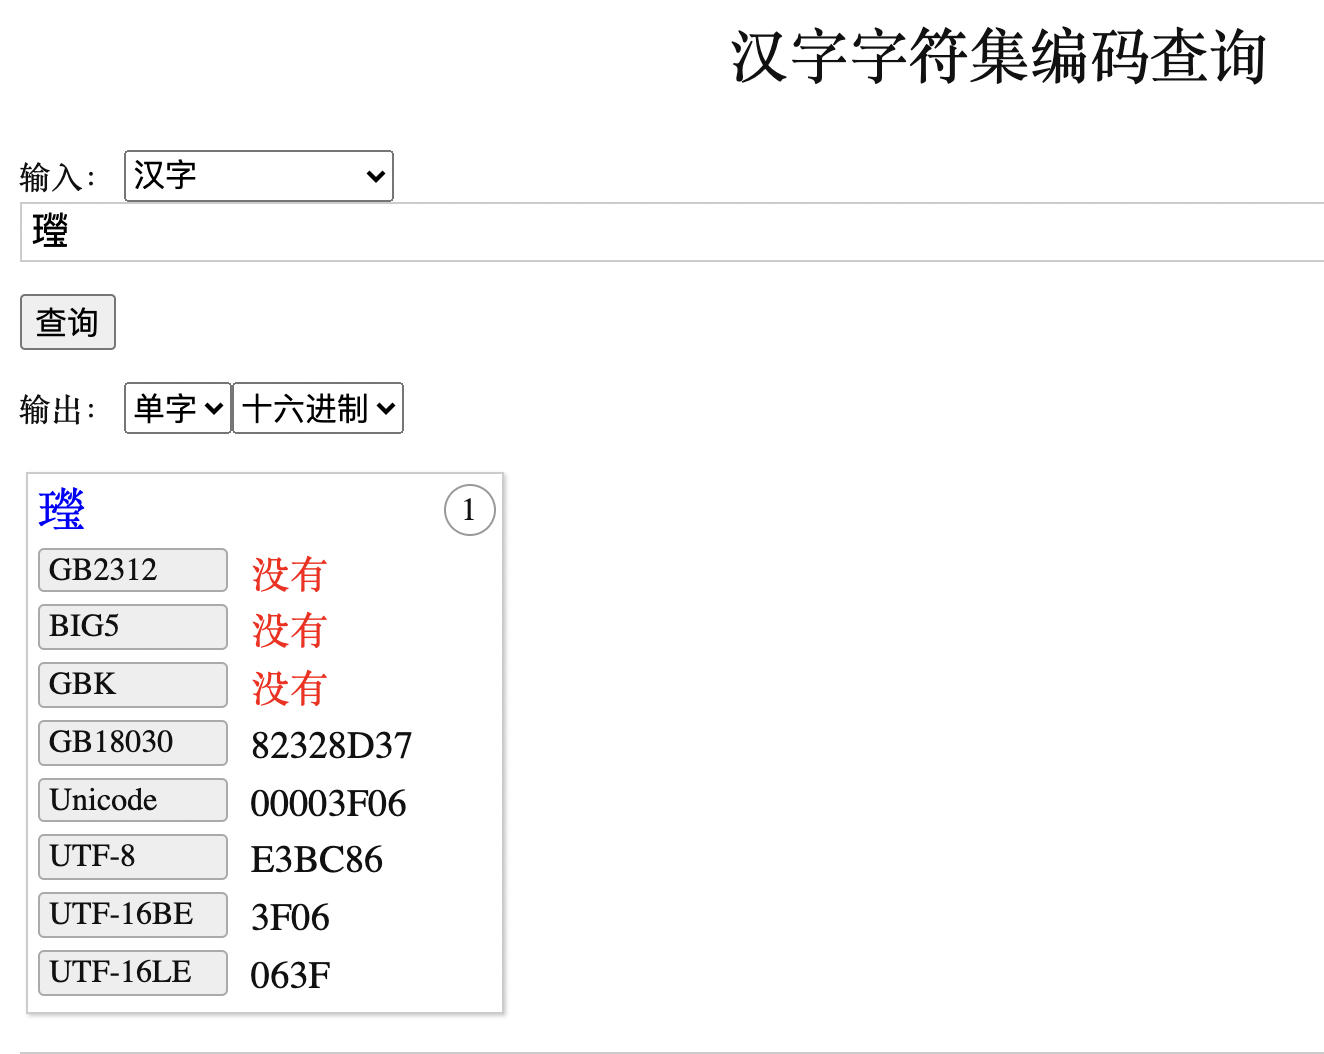 汉字字符集编码查询
输入： 汉字
㼆
查询
输出： 单字 十六进制
㼆 1
GB2312 没有
BIG5 没有
GBK 没有
GB18030 82328D37
Unicode 00003F06
UTF-8 E3BC86
UTF-16BE 3F06
UTF-16LE 063F